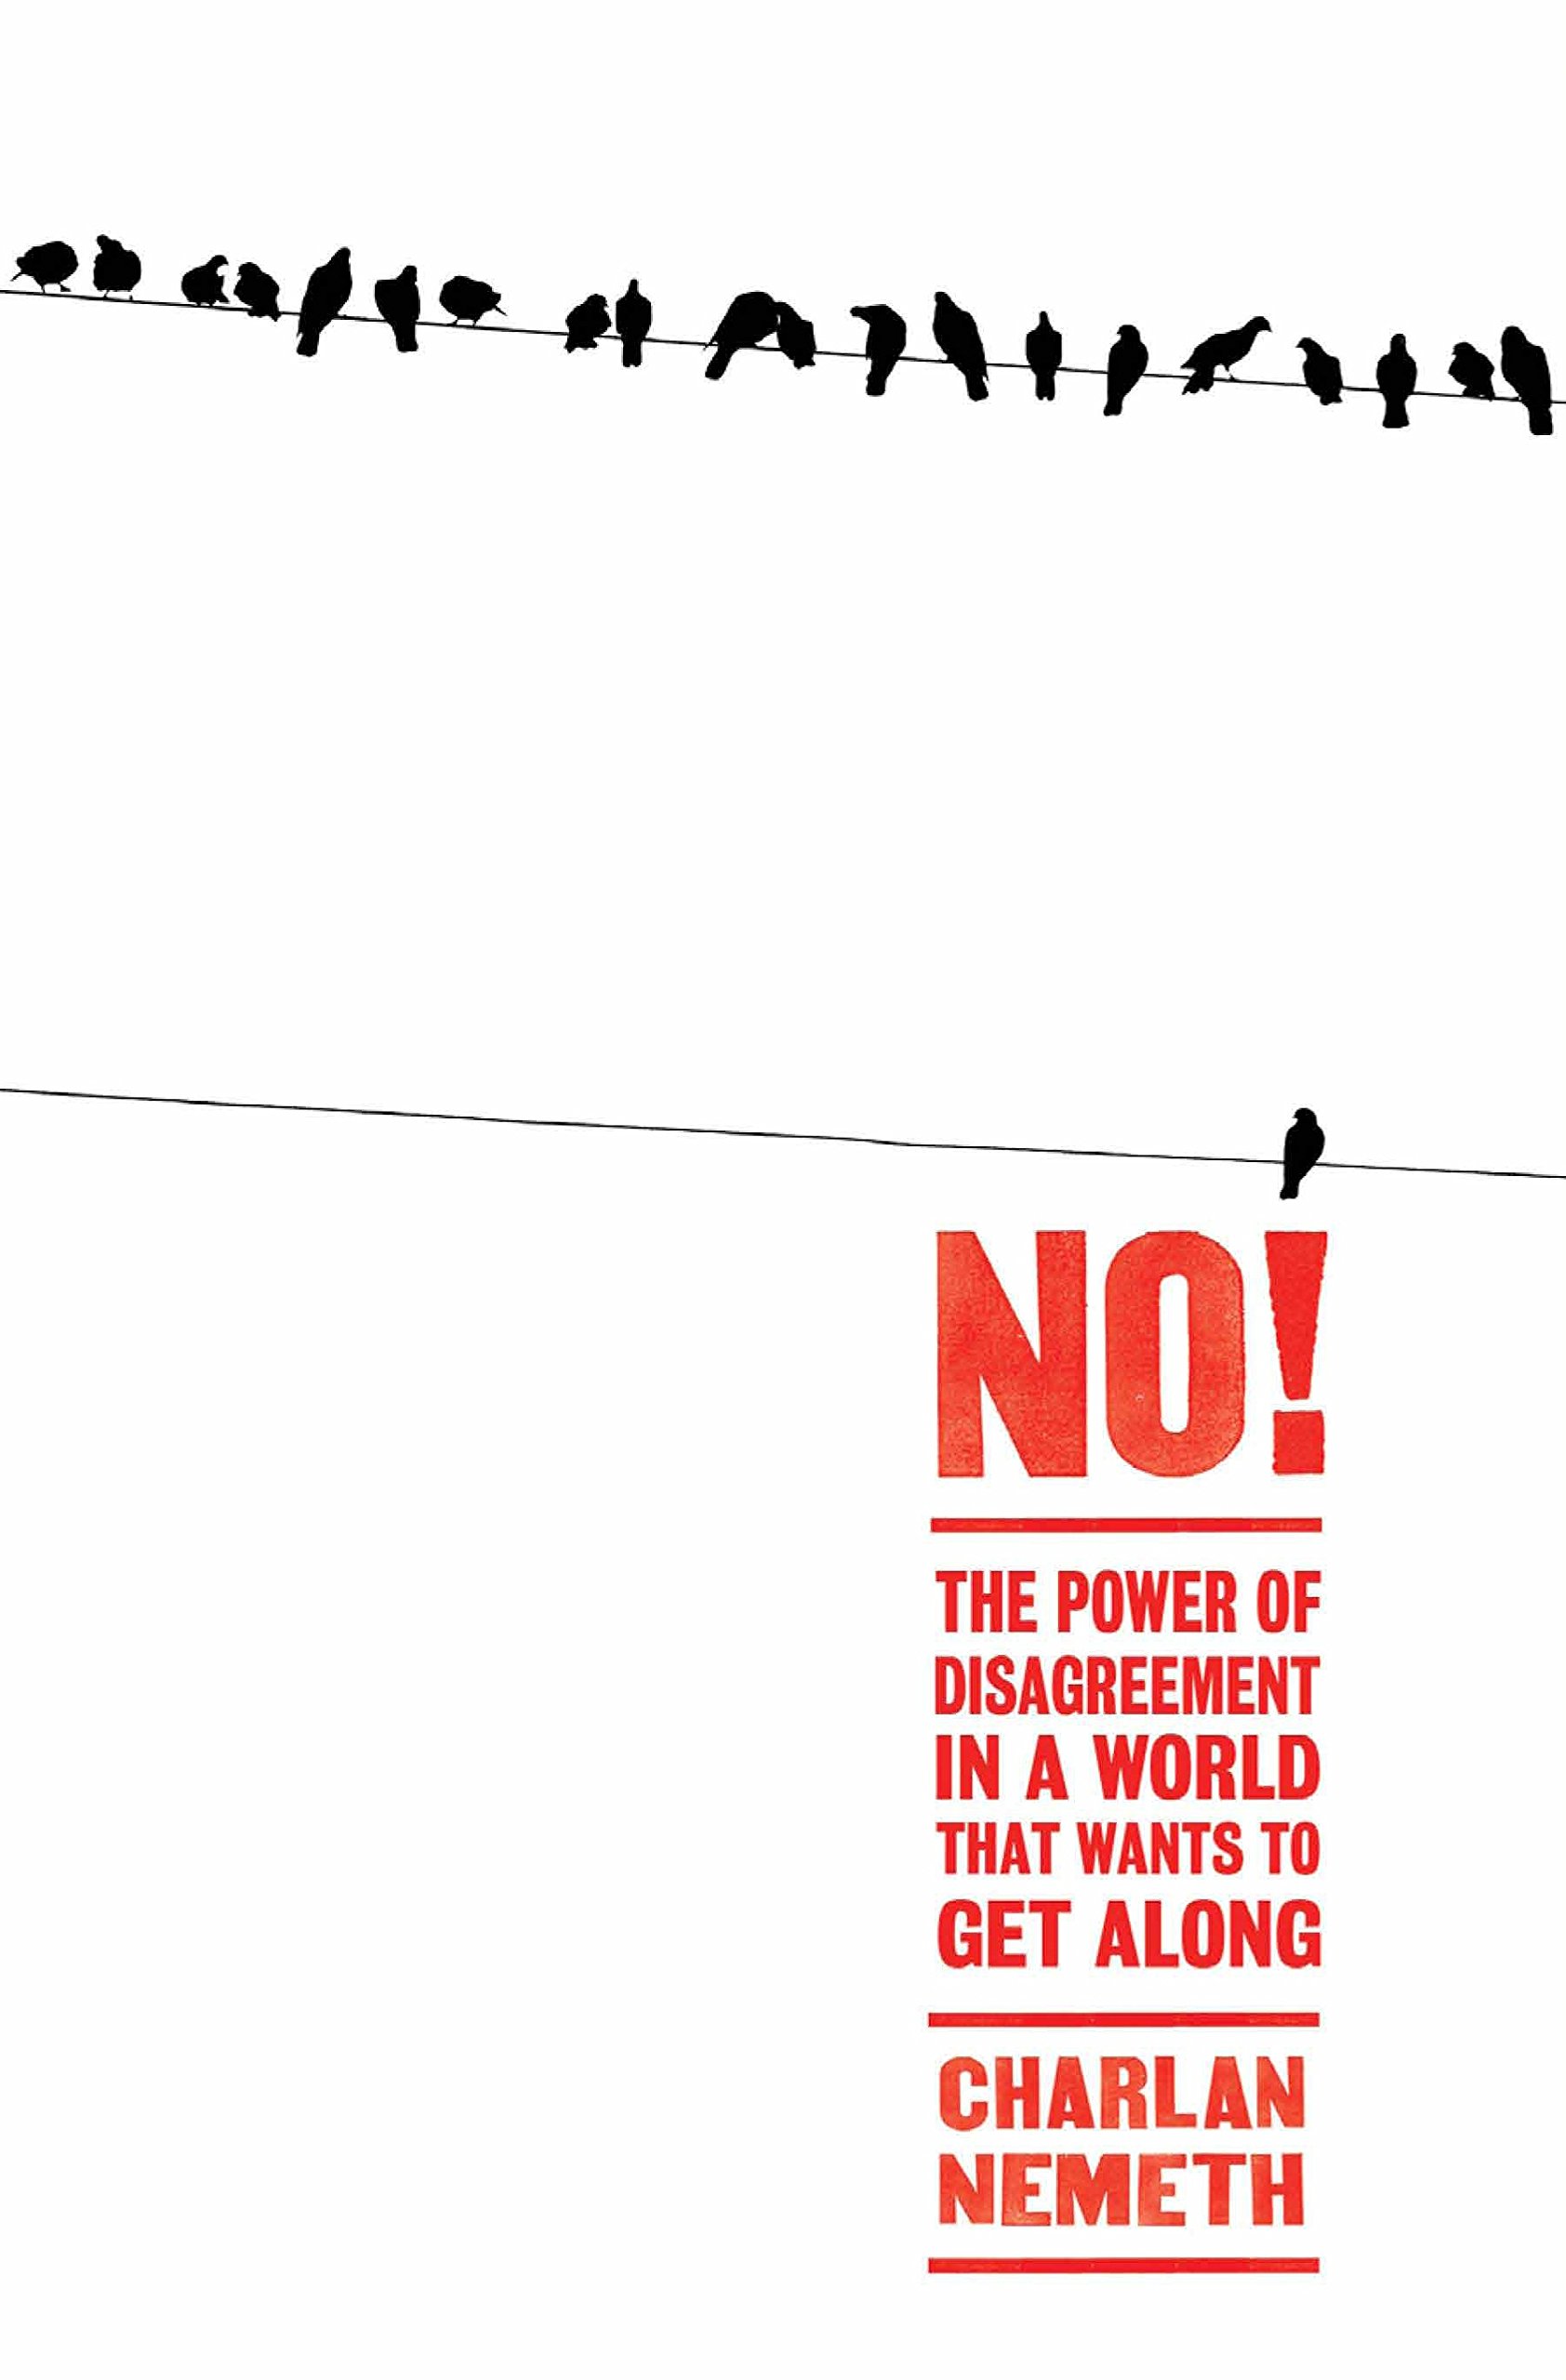 NO!
THE POWER OF
DISAGREEMENT
IN A WORLD
THAT WANTS TO
GET ALONG
CHARLAN
NEMETH